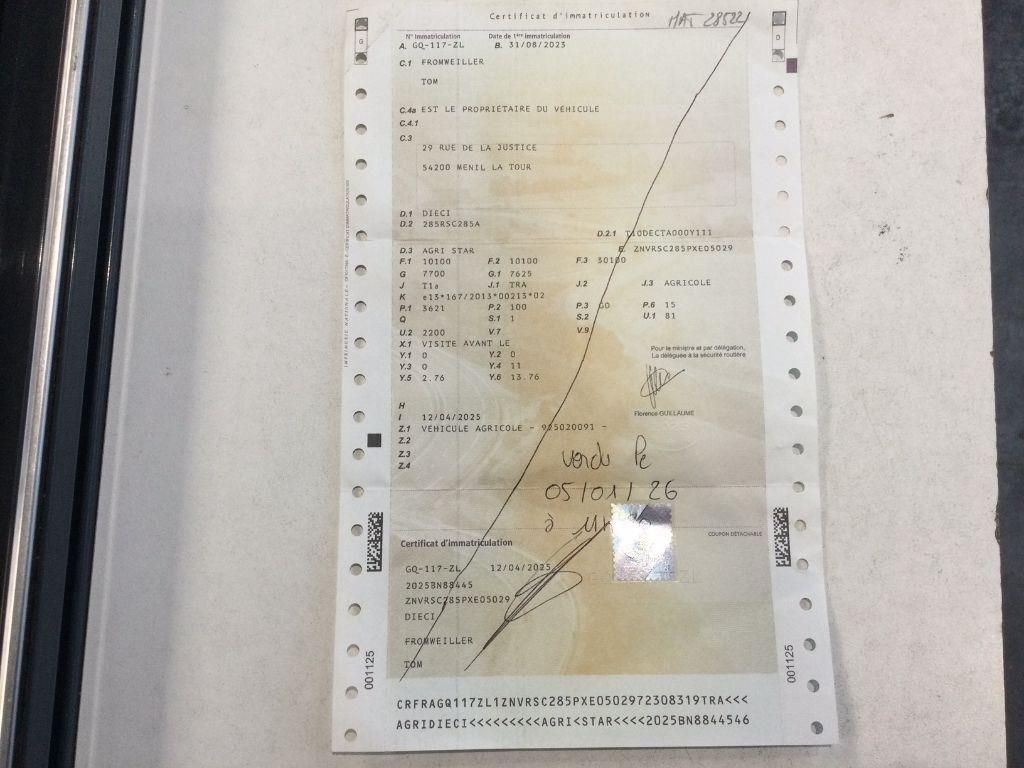 Certificat d'immatriculation MAT 28522
N° Immatriculation Date de 1ère immatriculation
A. GQ-117-ZL B. 31/08/2023
C.1 FROMWEILLER
TOM
C.4a EST LE PROPRIÉTAIRE DU VÉHICULE
C.4.1
C.3
29 RUE DE LA JUSTICE
54200 MENIL LA TOUR
D.1 DIECI
D.2 285RSC285A
D.2.1 T10DECTA000Y111
D.3 AGRI STAR E. ZNVRSC285PXE05029
F.1 10100 F.2 10100 F.3 30100
G 7700 G.1 7625
J T1a J.1 TRA J.2 J.3 AGRICOLE
K e13*167/2013*00213*02
P.1 3621 P.2 100 P.3 GO P.6 15
Q S.1 1 S.2 U.1 81
U.2 2200 V.7 V.9
X.1 VISITE AVANT LE
Y.1 0 Y.2 0
Y.3 0 Y.4 11
Y.5 2.76 Y.6 13.76
Pour le ministre et par délégation,
La déléguée à la sécurité routière
Florence GUILLAUME
H
I 12/04/2025
Z.1 VÉHICULE AGRICOLE - 925020091 -
Z.2
Z.3
Z.4
vendu le
05/01/26
à
COUPON DÉTACHABLE
Certificat d'immatriculation
GQ-117-ZL 12/04/2025
2025BN88445
ZNVRSC285PXE05029
DIECI
FROMWEILLER
TOM
001125
001125
CRFRAGQ117ZL1ZNVRSC285PXE0502972308319TRA<<<
AGRIDIECI<<<<<<<<<AGRI<STAR<<<<2025BN8844546
G
D